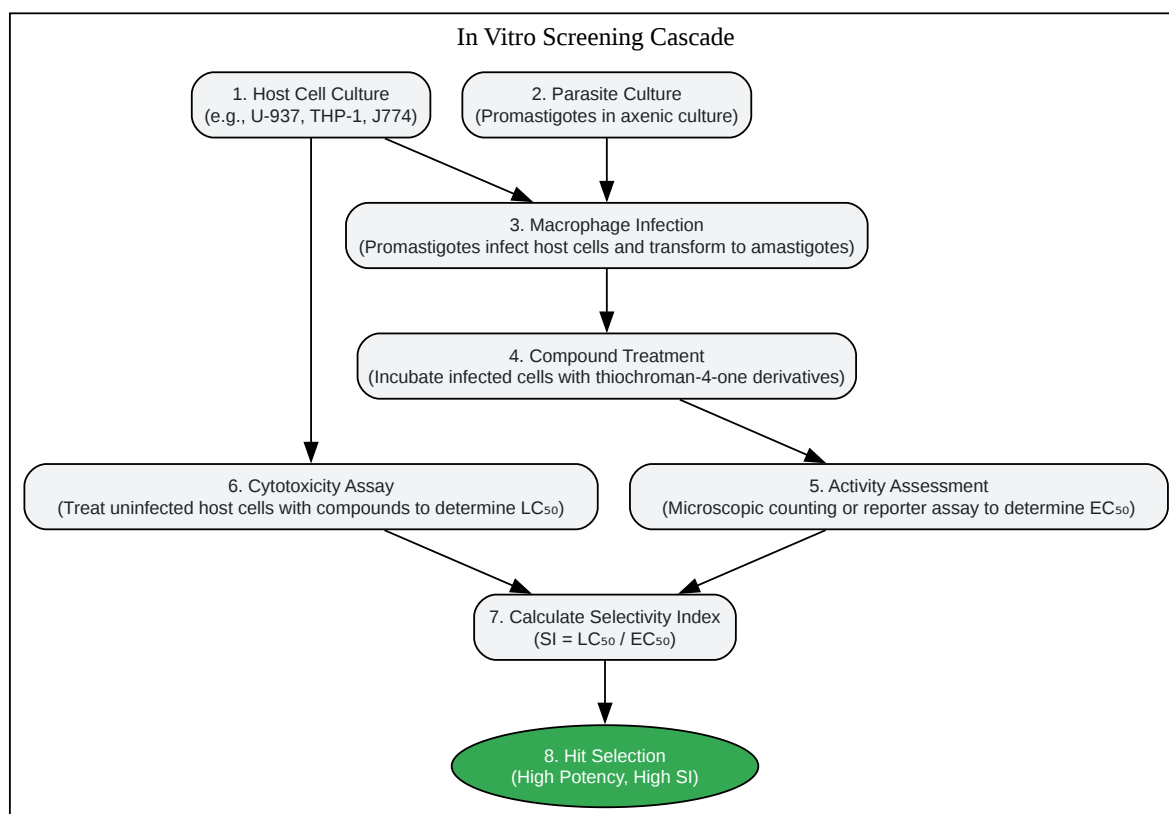 In Vitro Screening Cascade
1. Host Cell Culture
(e.g., U-937, THP-1, J774)
2. Parasite Culture
(Promastigotes in axenic culture)
3. Macrophage Infection
(Promastigotes infect host cells and transform to amastigotes)
4. Compound Treatment
(Incubate infected cells with thiochroman-4-one derivatives)
6. Cytotoxicity Assay
(Treat uninfected host cells with compounds to determine LC₅₀)
5. Activity Assessment
(Microscopic counting or reporter assay to determine EC₅₀)
7. Calculate Selectivity Index
(SI = LC₅₀ / EC₅₀)
8. Hit Selection
(High Potency, High SI)